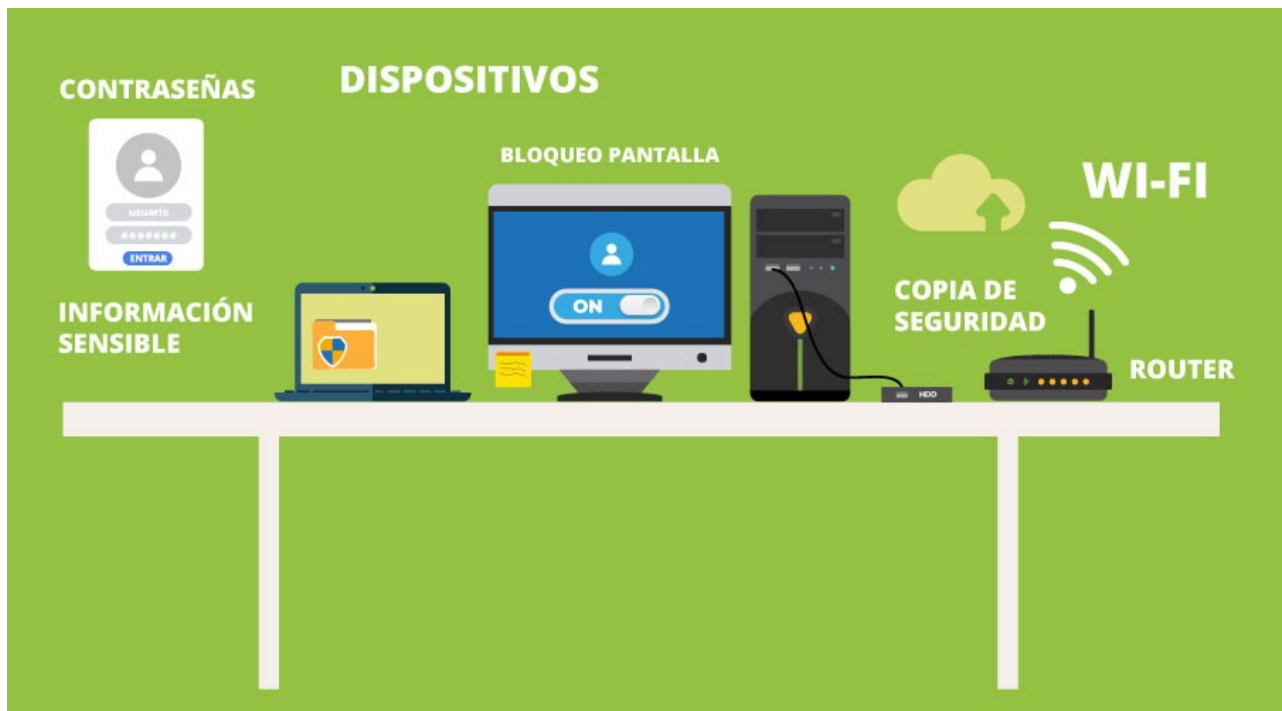 CONTRASEÑAS
DISPOSITIVOS
usuario
ENTRAR
INFORMACIÓN
SENSIBLE
BLOQUEO PANTALLA
ON
WI-FI
COPIA DE
SEGURIDAD
HDD
ROUTER